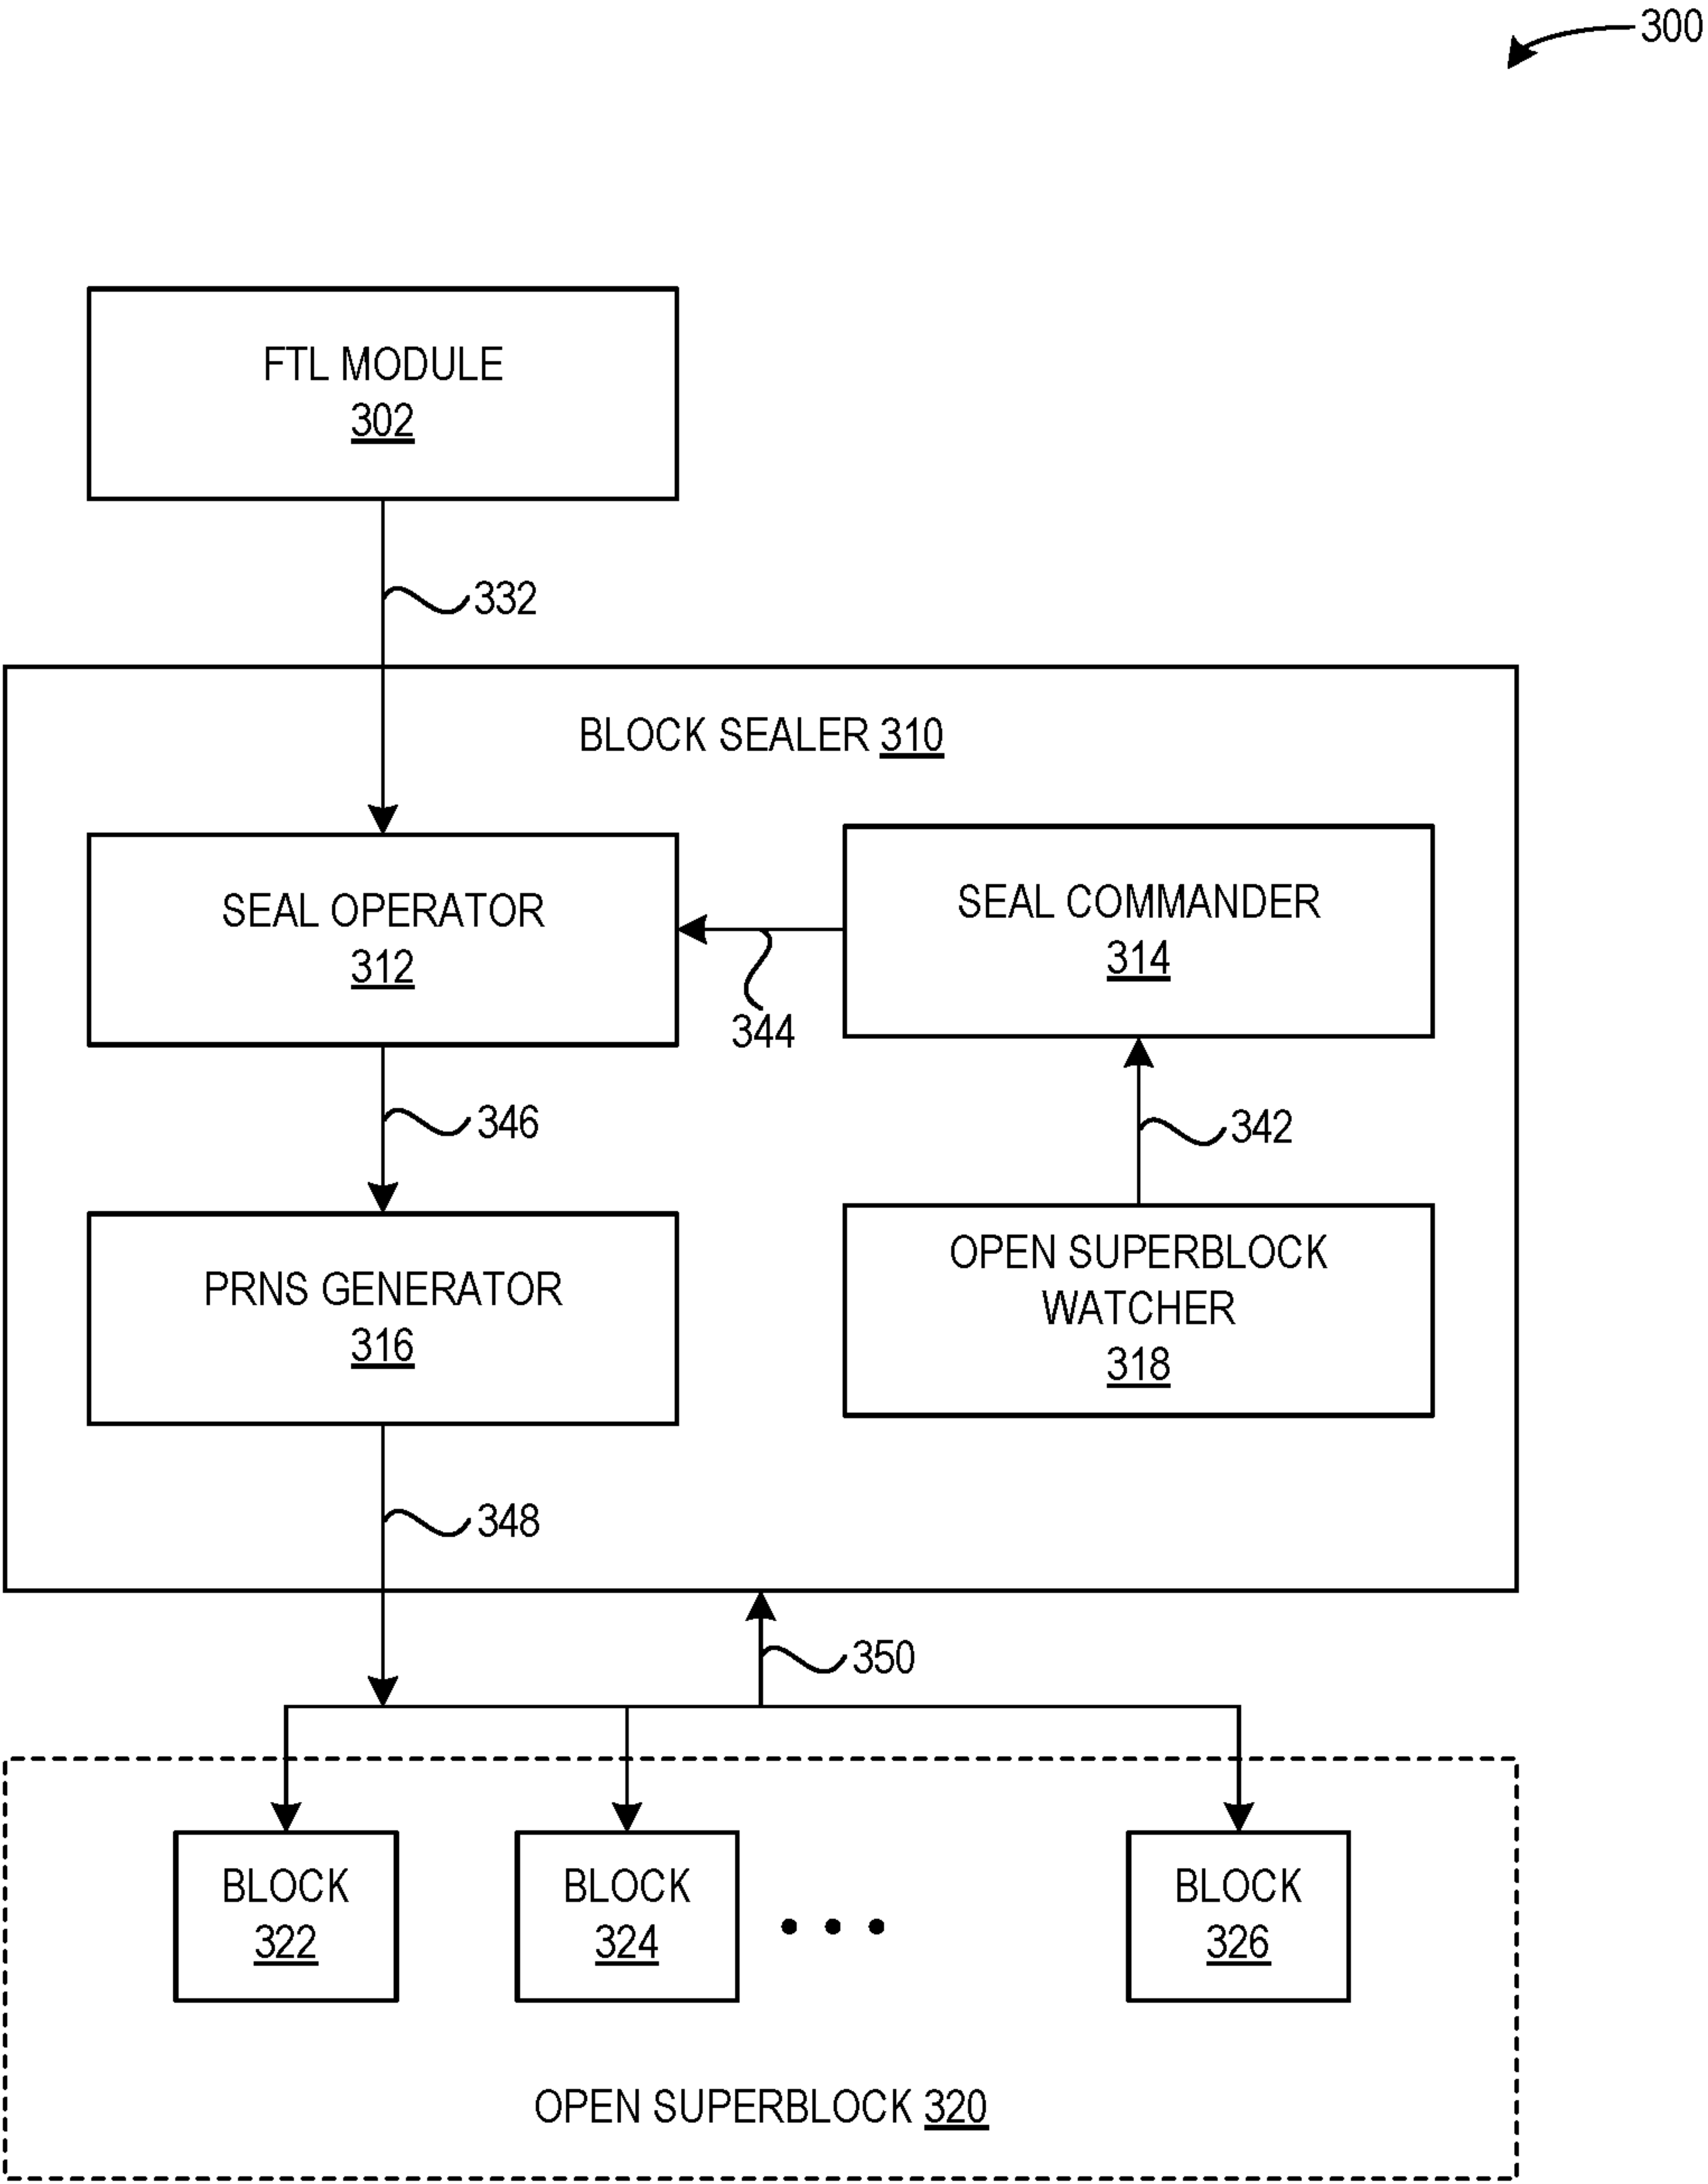 300
FTL MODULE
302
332
BLOCK SEALER 310
SEAL OPERATOR
312
SEAL COMMANDER
314
344
346
342
PRNS GENERATOR
316
OPEN SUPERBLOCK
WATCHER
318
348
350
BLOCK
322
BLOCK
324
BLOCK
326
OPEN SUPERBLOCK 320